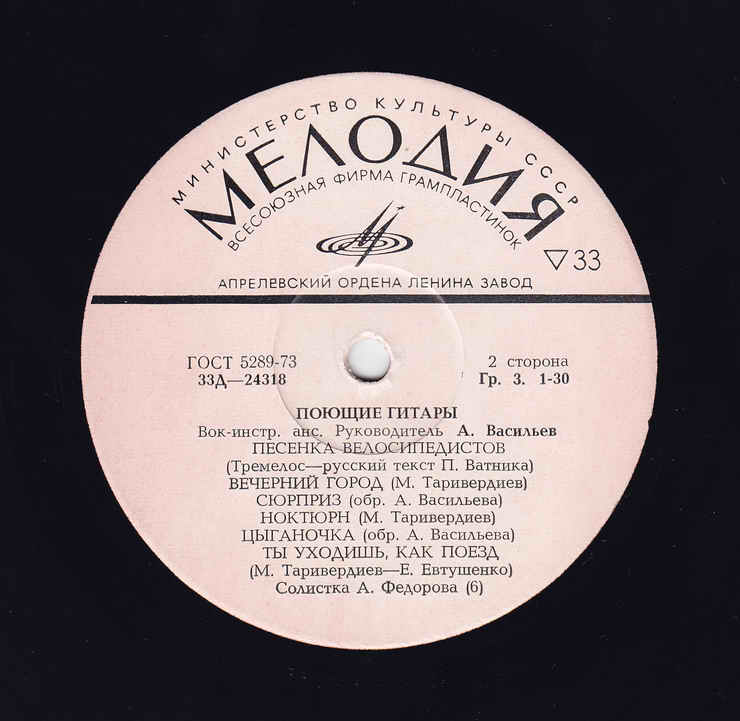 МИНИСТЕРСТВО КУЛЬТУРЫ СССР
МЕЛОДИЯ
ВСЕСОЮЗНАЯ ФИРМА ГРАМПЛАСТИНОК
▽33
АПРЕЛЕВСКИЙ ОРДЕНА ЛЕНИНА ЗАВОД
ГОСТ 5289-73 2 сторона
33Д—24318 Гр. 3. 1-30
ПОЮЩИЕ ГИТАРЫ
Вок-инстр. анс. Руководитель А. Васильев
ПЕСЕНКА ВЕЛОСИПЕДИСТОВ
(Тремелос—русский текст П. Ватника)
ВЕЧЕРНИЙ ГОРОД (М. Таривердиев)
СЮРПРИЗ (обр. А. Васильева)
НОКТЮРН (М. Таривердиев)
ЦЫГАНОЧКА (обр. А. Васильева)
ТЫ УХОДИШЬ, КАК ПОЕЗД
(М. Таривердиев—Е. Евтушенко)
Солистка А. Федорова (6)